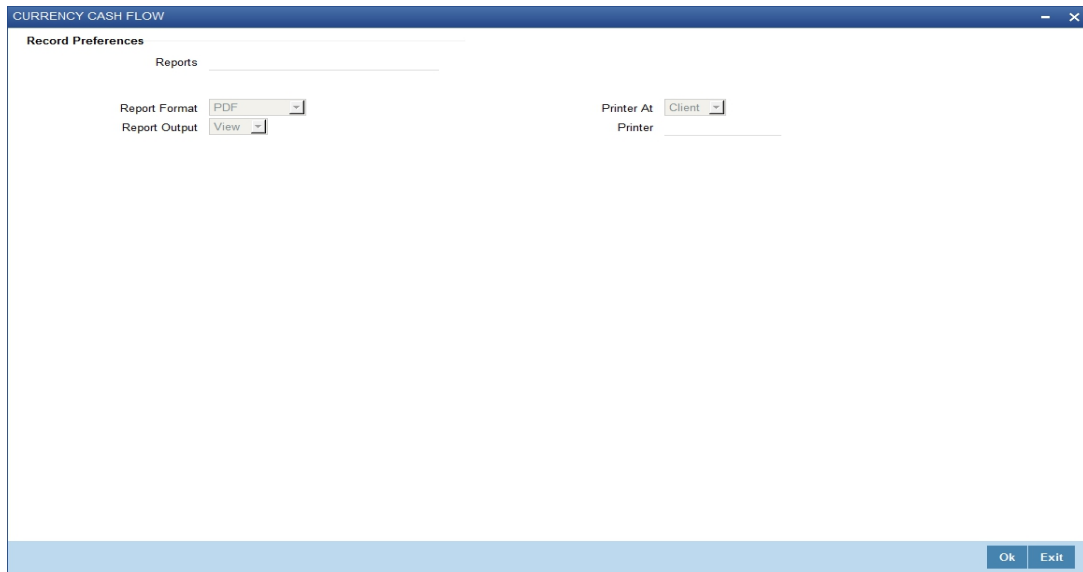 CURRENCY CASH FLOW
Record Preferences
Reports
Report Format PDF
Printer At Client
Report Output View
Printer
Ok Exit